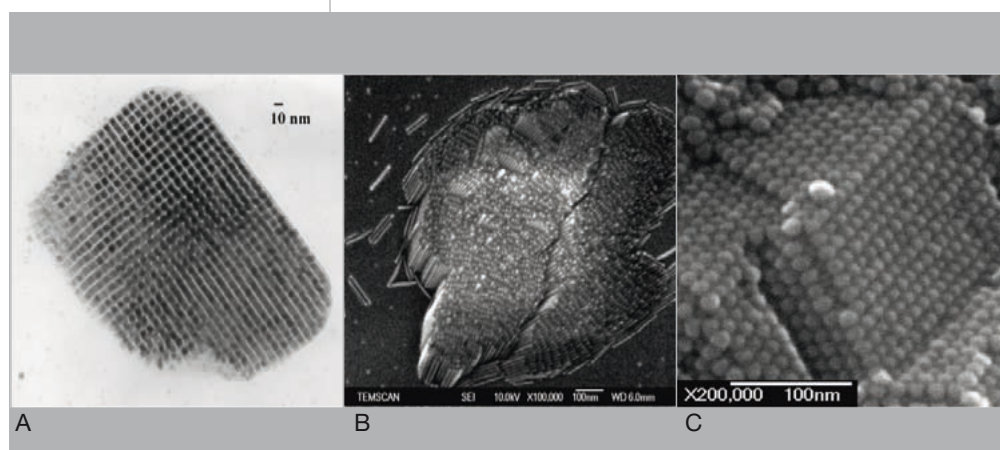 10 nm
TEMSCAN SEI 10.0kV X100,000 100nm WD 6.0mm
X200,000 100nm
A
B
C